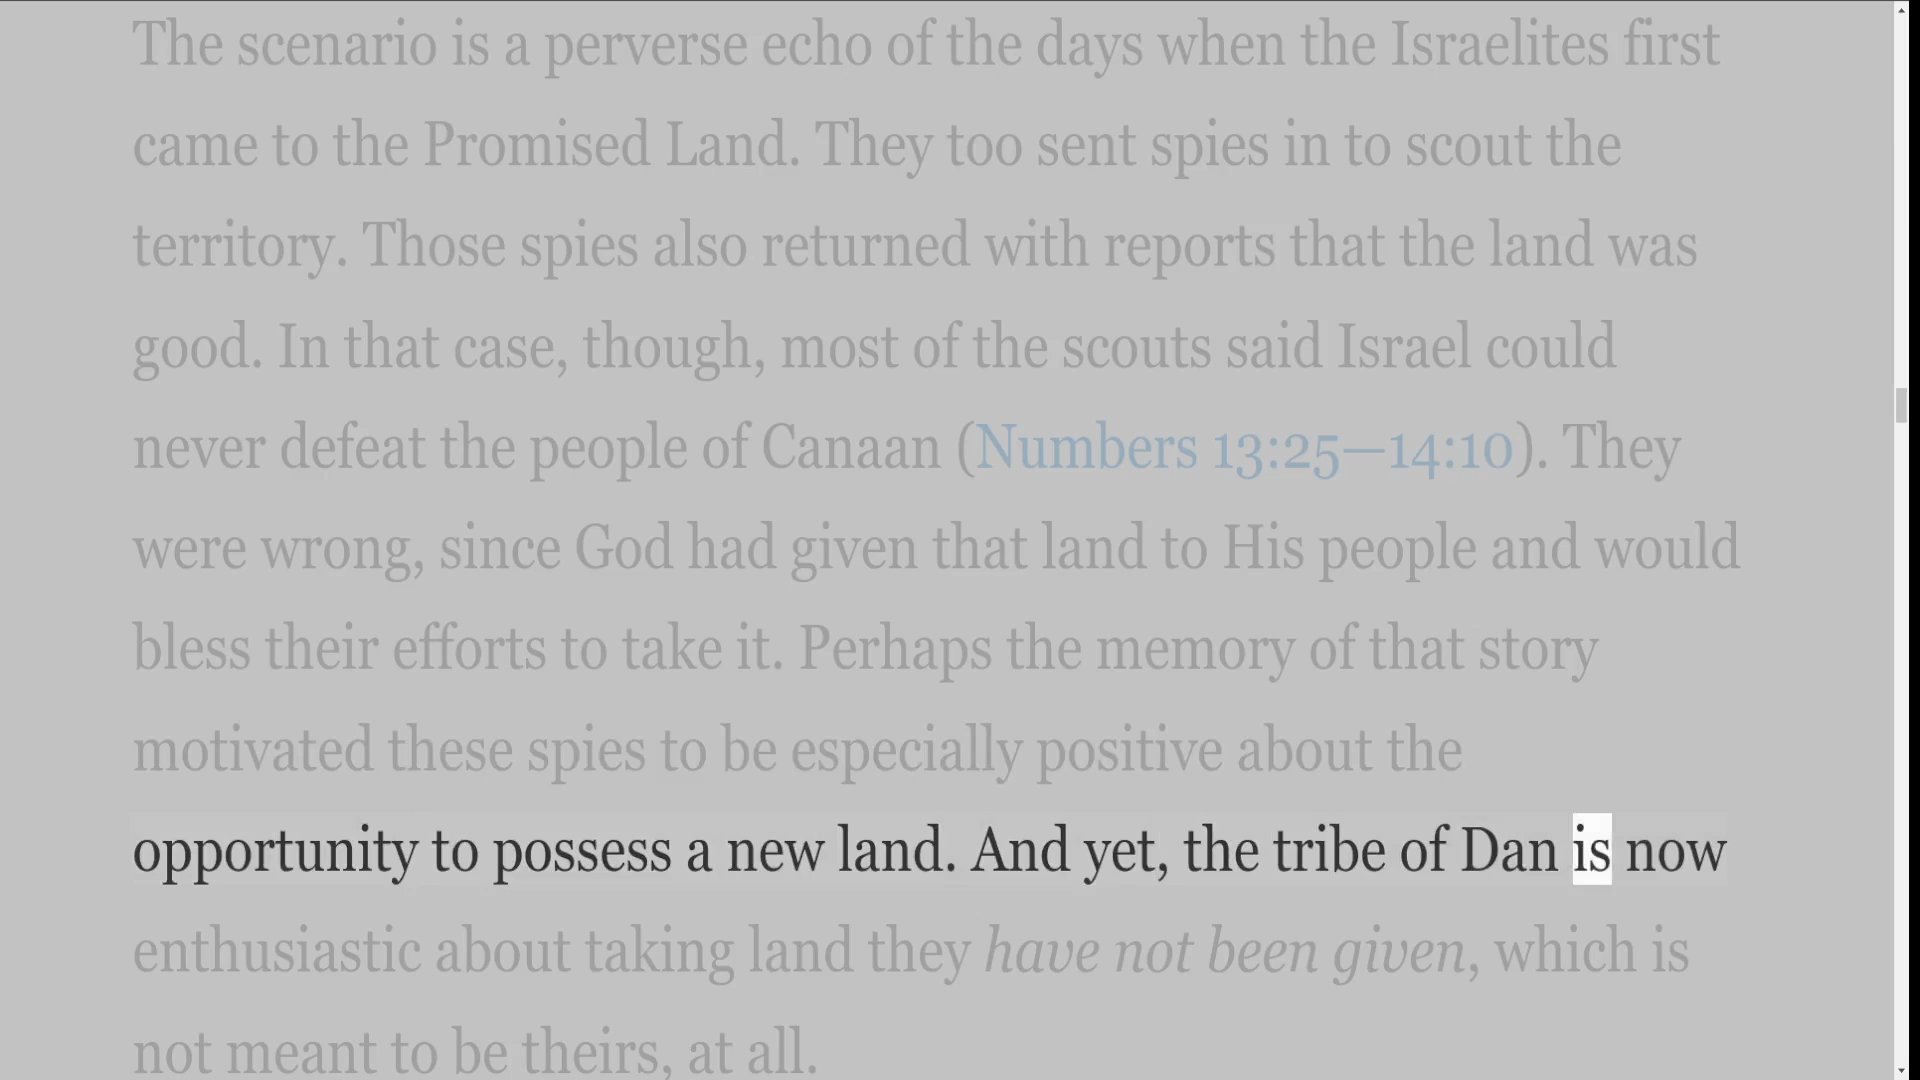 The scenario is a perverse echo of the days when the Israelites first
came to the Promised Land. They too sent spies in to scout the
territory. Those spies also returned with reports that the land was
good. In that case, though, most of the scouts said Israel could
never defeat the people of Canaan (Numbers 13:25—14:10). They
were wrong, since God had given that land to His people and would
bless their efforts to take it. Perhaps the memory of that story
motivated these spies to be especially positive about the
opportunity to possess a new land. And yet, the tribe of Dan is now
enthusiastic about taking land they have not been given, which is
not meant to be theirs, at all.